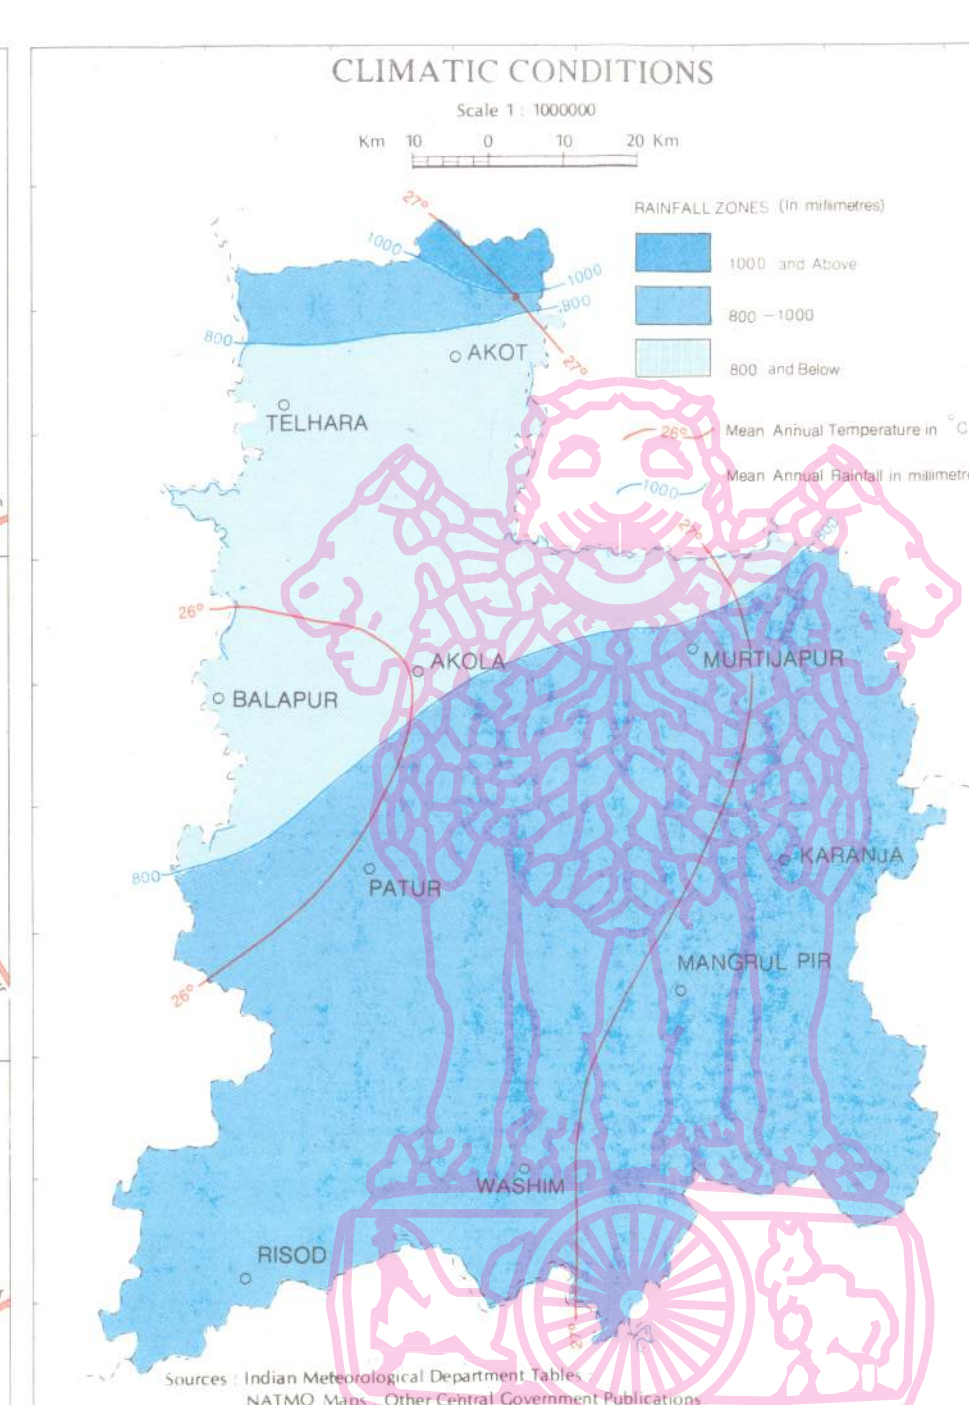 CLIMATIC CONDITIONS
Scale 1 : 1000000
Km 10 0 10 20 Km
RAINFALL ZONES (In millimetres)
1000 and Above
800 – 1000
800 and Below
26° Mean Annual Temperature in °C
1000 Mean Annual Rainfall in millimetre
27°
1000
1000
800
800
27°
AKOT
TELHARA
27°
800
26°
AKOLA
MURTIJAPUR
BALAPUR
KARANJA
800
PATUR
MANGRUL PIR
26°
WASHIM
RISOD
27°
Sources : Indian Meteorological Department Tables
NATMO Maps Other Central Government Publications